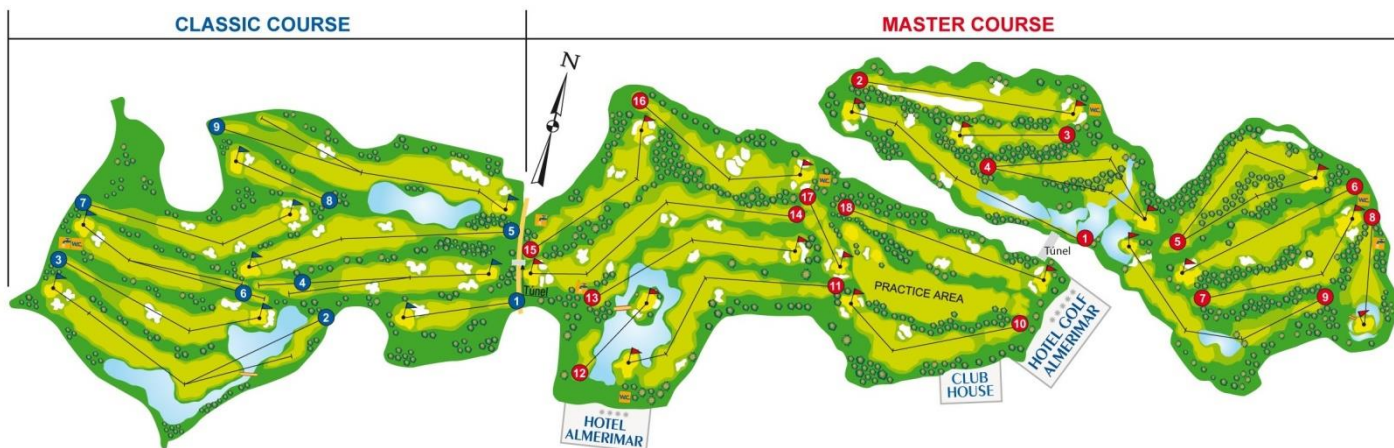 CLASSIC COURSE
MASTER COURSE
N
9
7
8
3
5
6
4
1
2
Túnel
16
2
3
4
17
14
18
15
13
11
12
10
PRACTICE AREA
1
Túnel
5
6
8
7
9
W.C.
W.C.
W.C.
W.C.
W.C.
HOTEL
ALMERIMAR
CLUB
HOUSE
HOTEL GOLF
ALMERIMAR